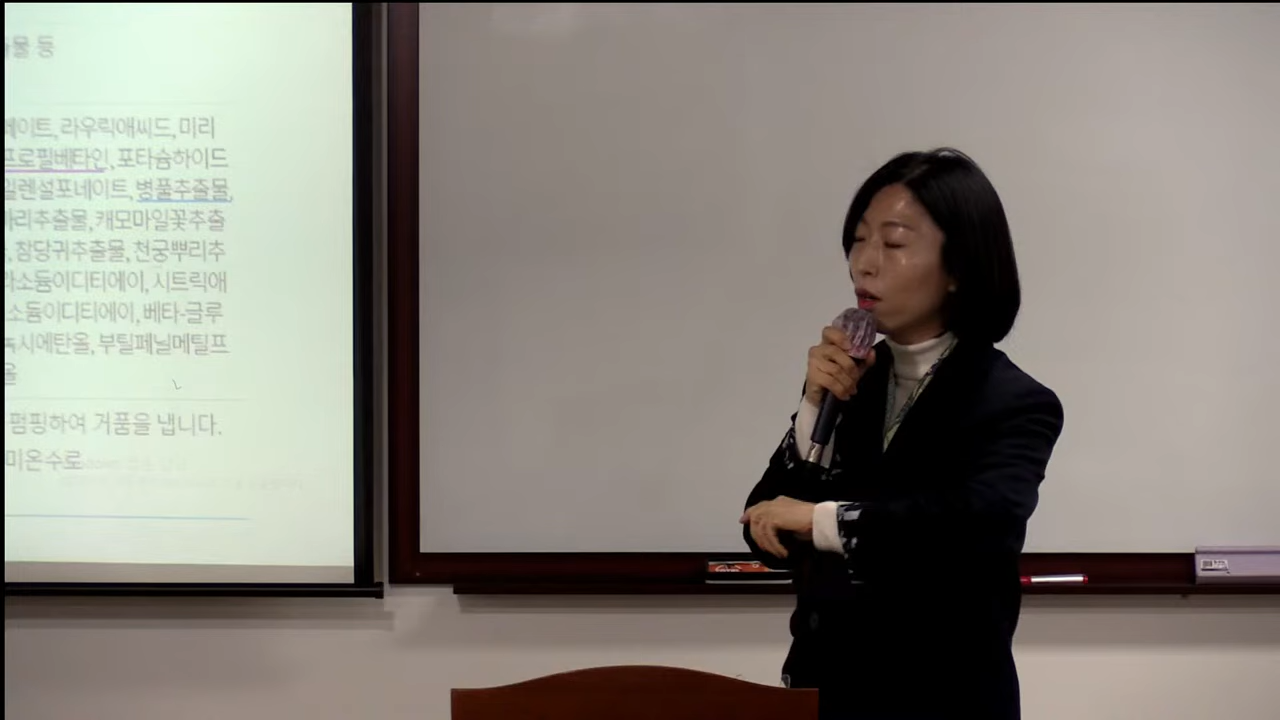 물 등
이트, 라우릭애씨드, 미리
프로필베타인, 포타슘하이드
일렌설포네이트, 병풀추출물,
리추출물, 캐모마일꽃추출
참당귀추출물, 천궁뿌리추
소듐이디티에이, 시트릭애
소듐이디티에이, 베타-글루
시에탄올, 부틸페닐메틸프
올
펌핑하여 거품을 냅니다.
미온수로